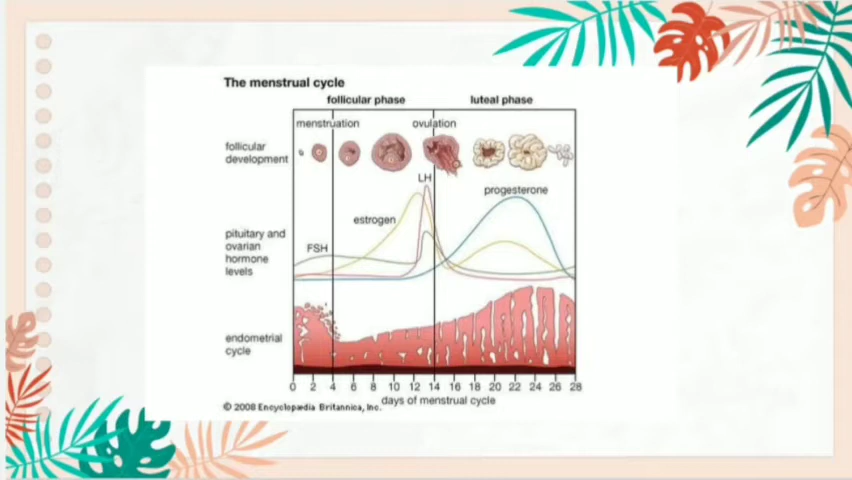 The menstrual cycle
follicular phase
luteal phase
menstruation
ovulation
follicular
development
LH
progesterone
estrogen
pituitary and
ovarian
hormone
levels
FSH
endometrial
cycle
0 2 4 6 8 10 12 14 16 18 20 22 24 26 28
days of menstrual cycle
© 2008 Encyclopædia Britannica, Inc.